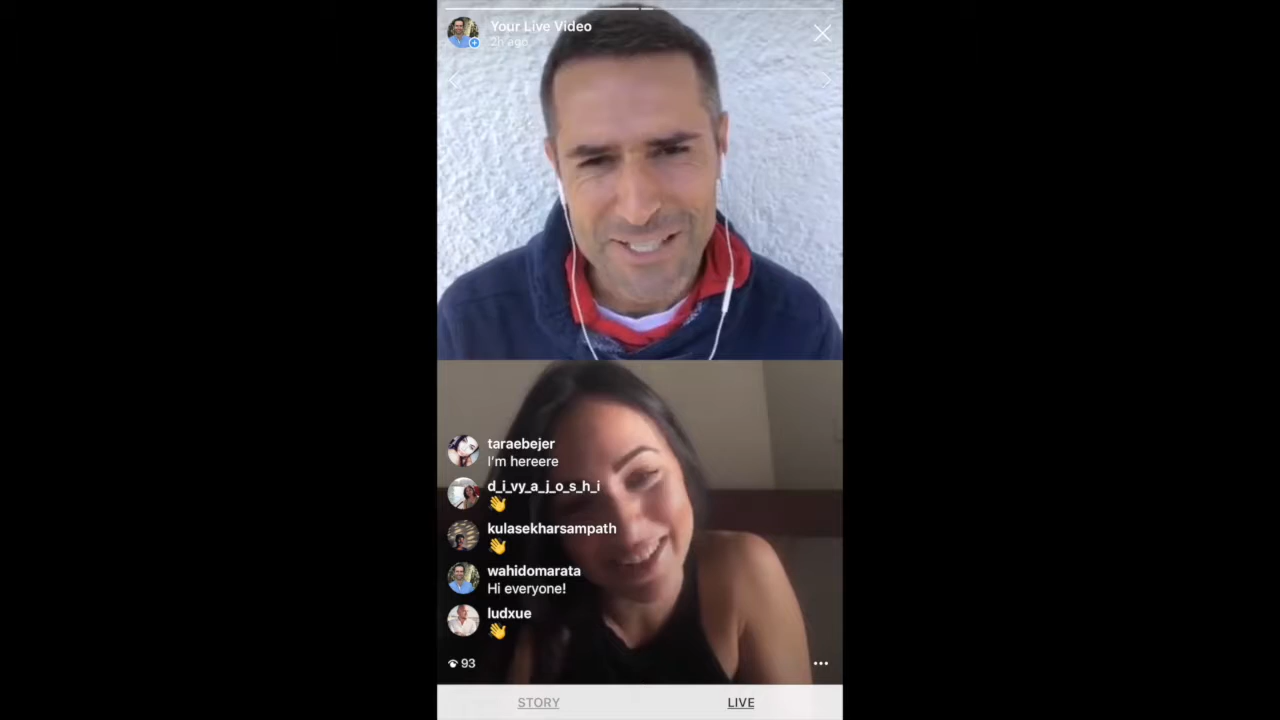 Your Live Video
2h ago
taraebejer
I'm hereere
d_i_vy_a_j_o_s_h_i
👋
kulasekharsampath
👋
wahidomarata
Hi everyone!
ludxue
👋
93
STORY
LIVE